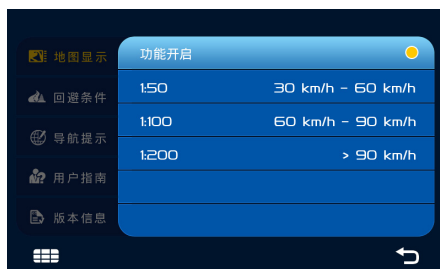 地图显示
回避条件
导航提示
用户指南
版本信息
功能开启
1:50 30 km/h - 60 km/h
1:100 60 km/h - 90 km/h
1:200 > 90 km/h